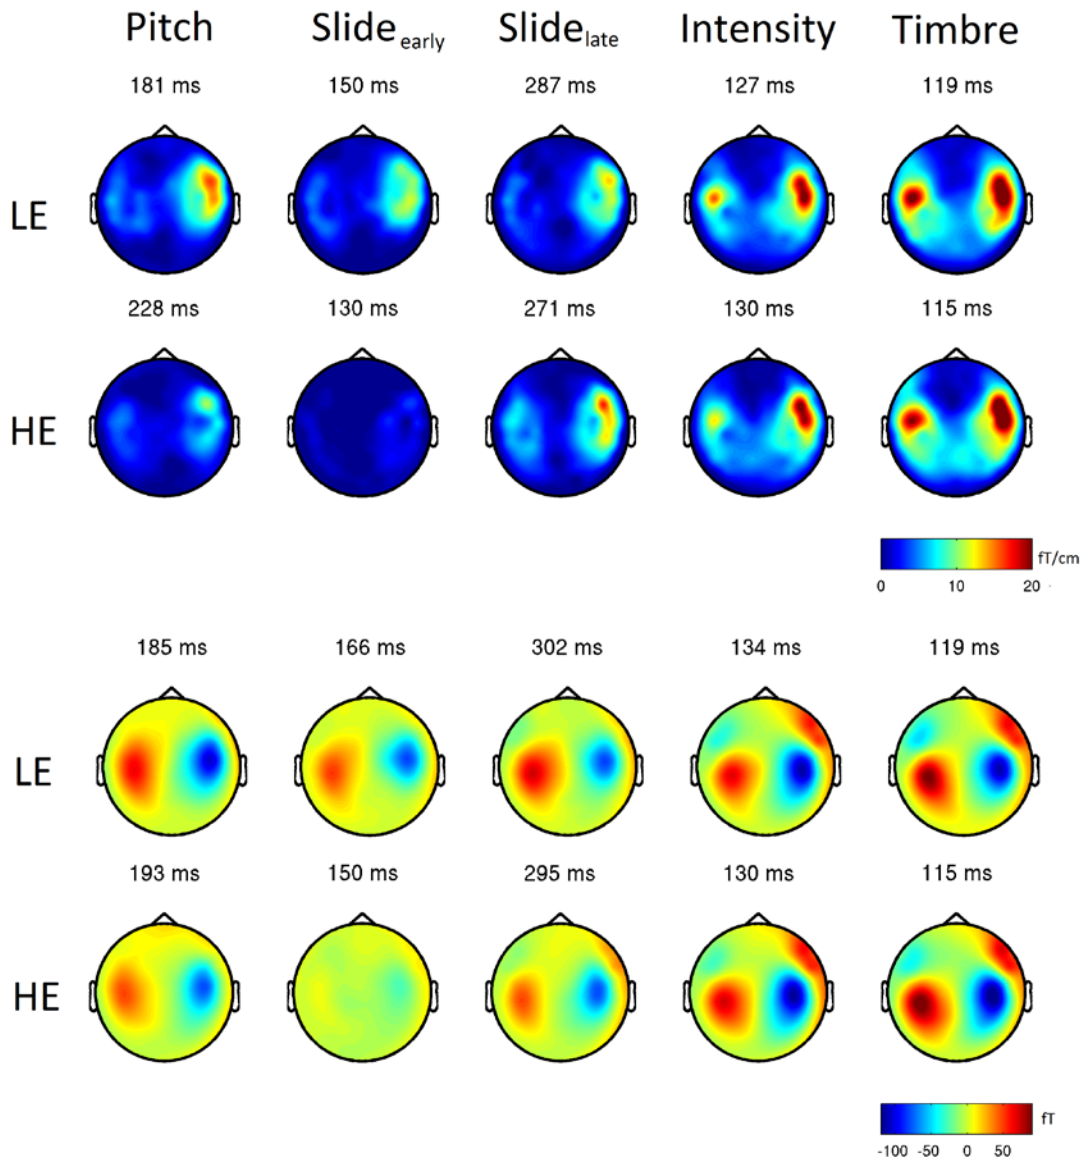 Pitch Slide early Slide late Intensity Timbre
181 ms 150 ms 287 ms 127 ms 119 ms
LE
228 ms 130 ms 271 ms 130 ms 115 ms
HE
fT/cm
0 10 20
185 ms 166 ms 302 ms 134 ms 119 ms
LE
193 ms 150 ms 295 ms 130 ms 115 ms
HE
fT
-100 -50 0 50